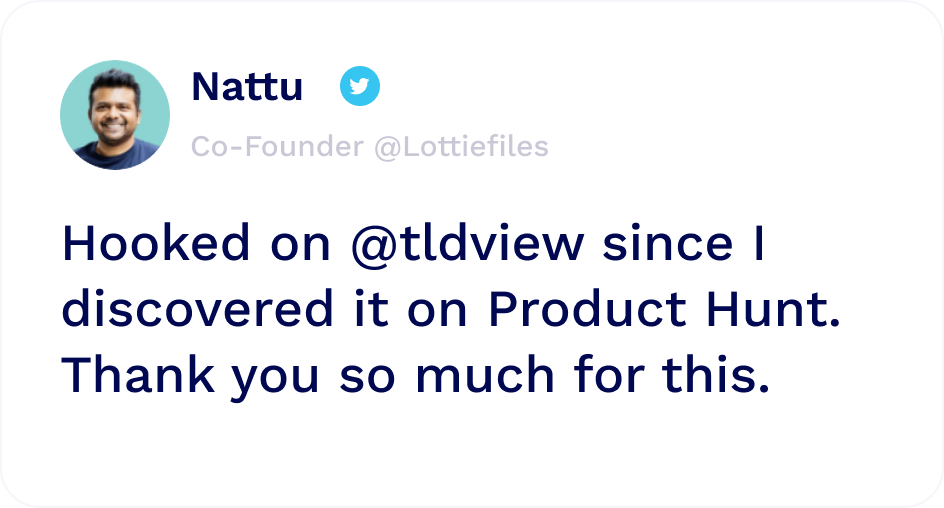 Nattu
Co-Founder @Lottiefiles
Hooked on @tldview since I
discovered it on Product Hunt.
Thank you so much for this.